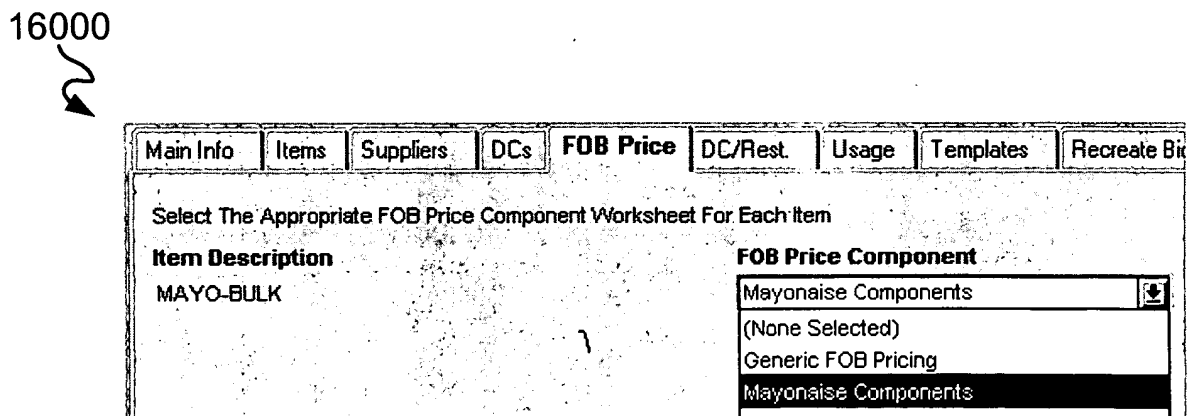 16000
Main Info Items Suppliers DCs FOB Price DC/Rest. Usage Templates Recreate Bid
Select The Appropriate FOB Price Component Worksheet For Each Item
Item Description FOB Price Component
MAYO-BULK Mayonaise Components
(None Selected)
Generic FOB Pricing
Mayonaise Components